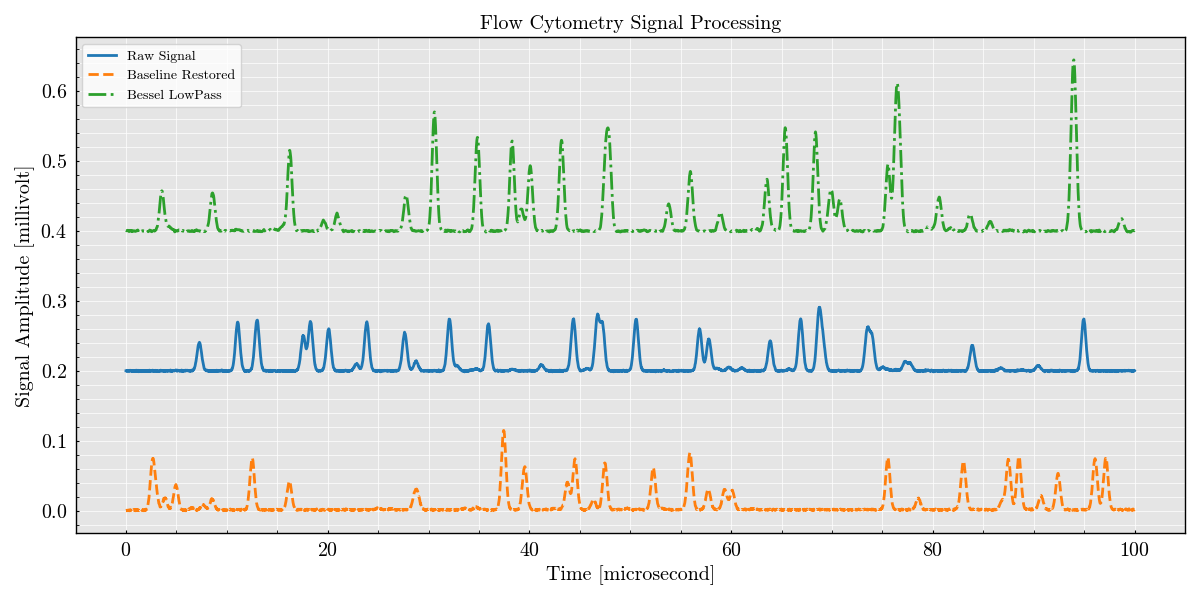 Flow Cytometry Signal Processing
Raw Signal
Baseline Restored
Bessel LowPass
Signal Amplitude [millivolt]
0.6
0.5
0.4
0.3
0.2
0.1
0.0
0 20 40 60 80 100
Time [microsecond]